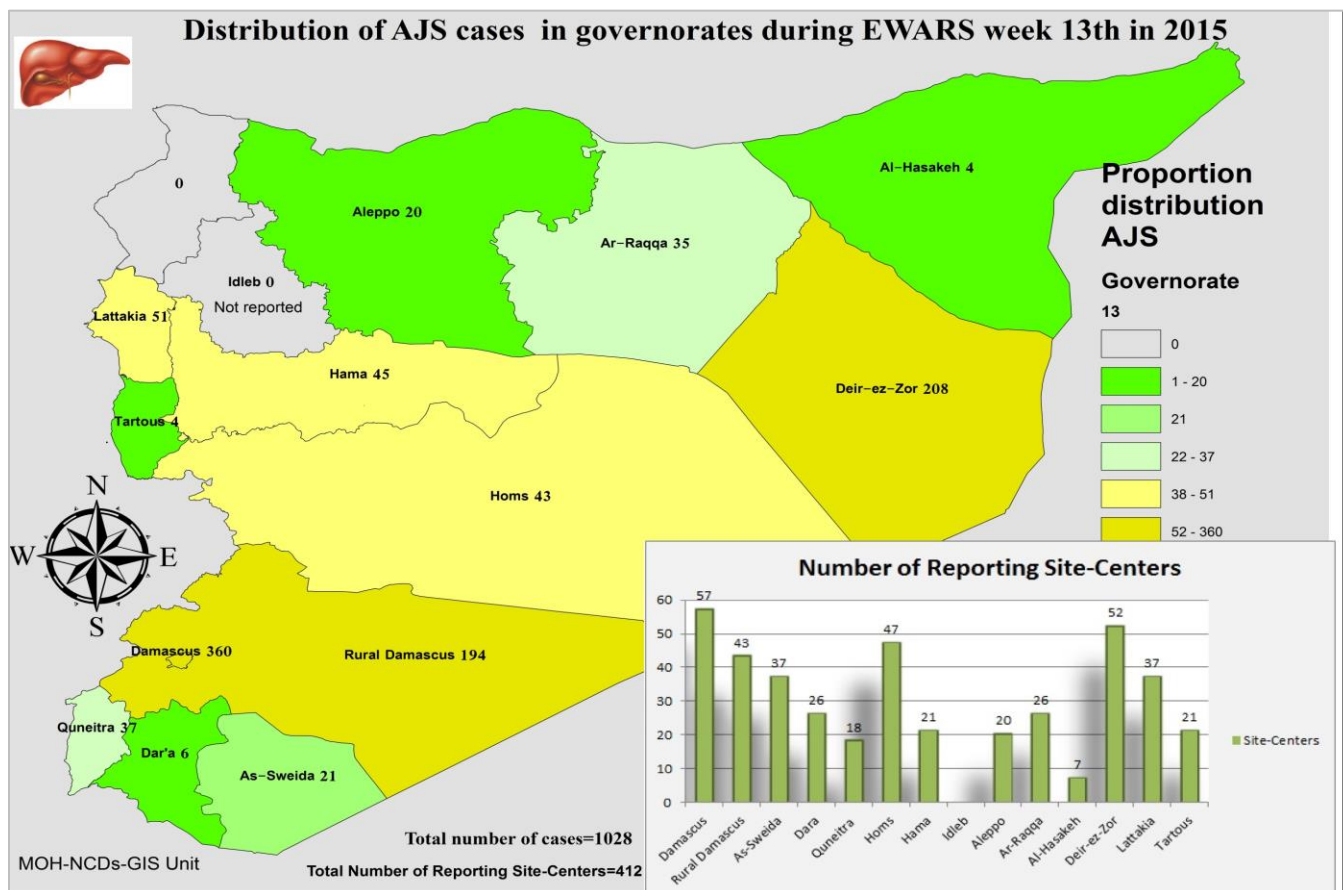 Distribution of AJS cases in governorates during EWARS week 13th in 2015
0
Aleppo 20
Al-Hasakeh 4
Ar-Raqqa 35
Idleb 0
Not reported
Lattakia 51
Hama 45
Deir-ez-Zor 208
Tartous 4
Homs 43
N
W E
S
Damascus 360
Rural Damascus 194
Quneitra 37
Dar'a 6
As-Sweida 21
Total number of cases=1028
Total Number of Reporting Site-Centers=412
MOH-NCDs-GIS Unit
Proportion
distribution
AJS
Governorate
13
0
1 - 20
21
22 - 37
38 - 51
52 - 360
Number of Reporting Site-Centers
60
50
40
30
20
10
0
57
43
37
26
18
47
21
20
26
7
52
37
21
Damascus
Rural Damascus
As-Sweida
Dara
Quneitra
Homs
Hama
Idleb
Aleppo
Ar-Raqqa
Al-Hasakeh
Deir-ez-Zor
Lattakia
Tartous
Site-Centers